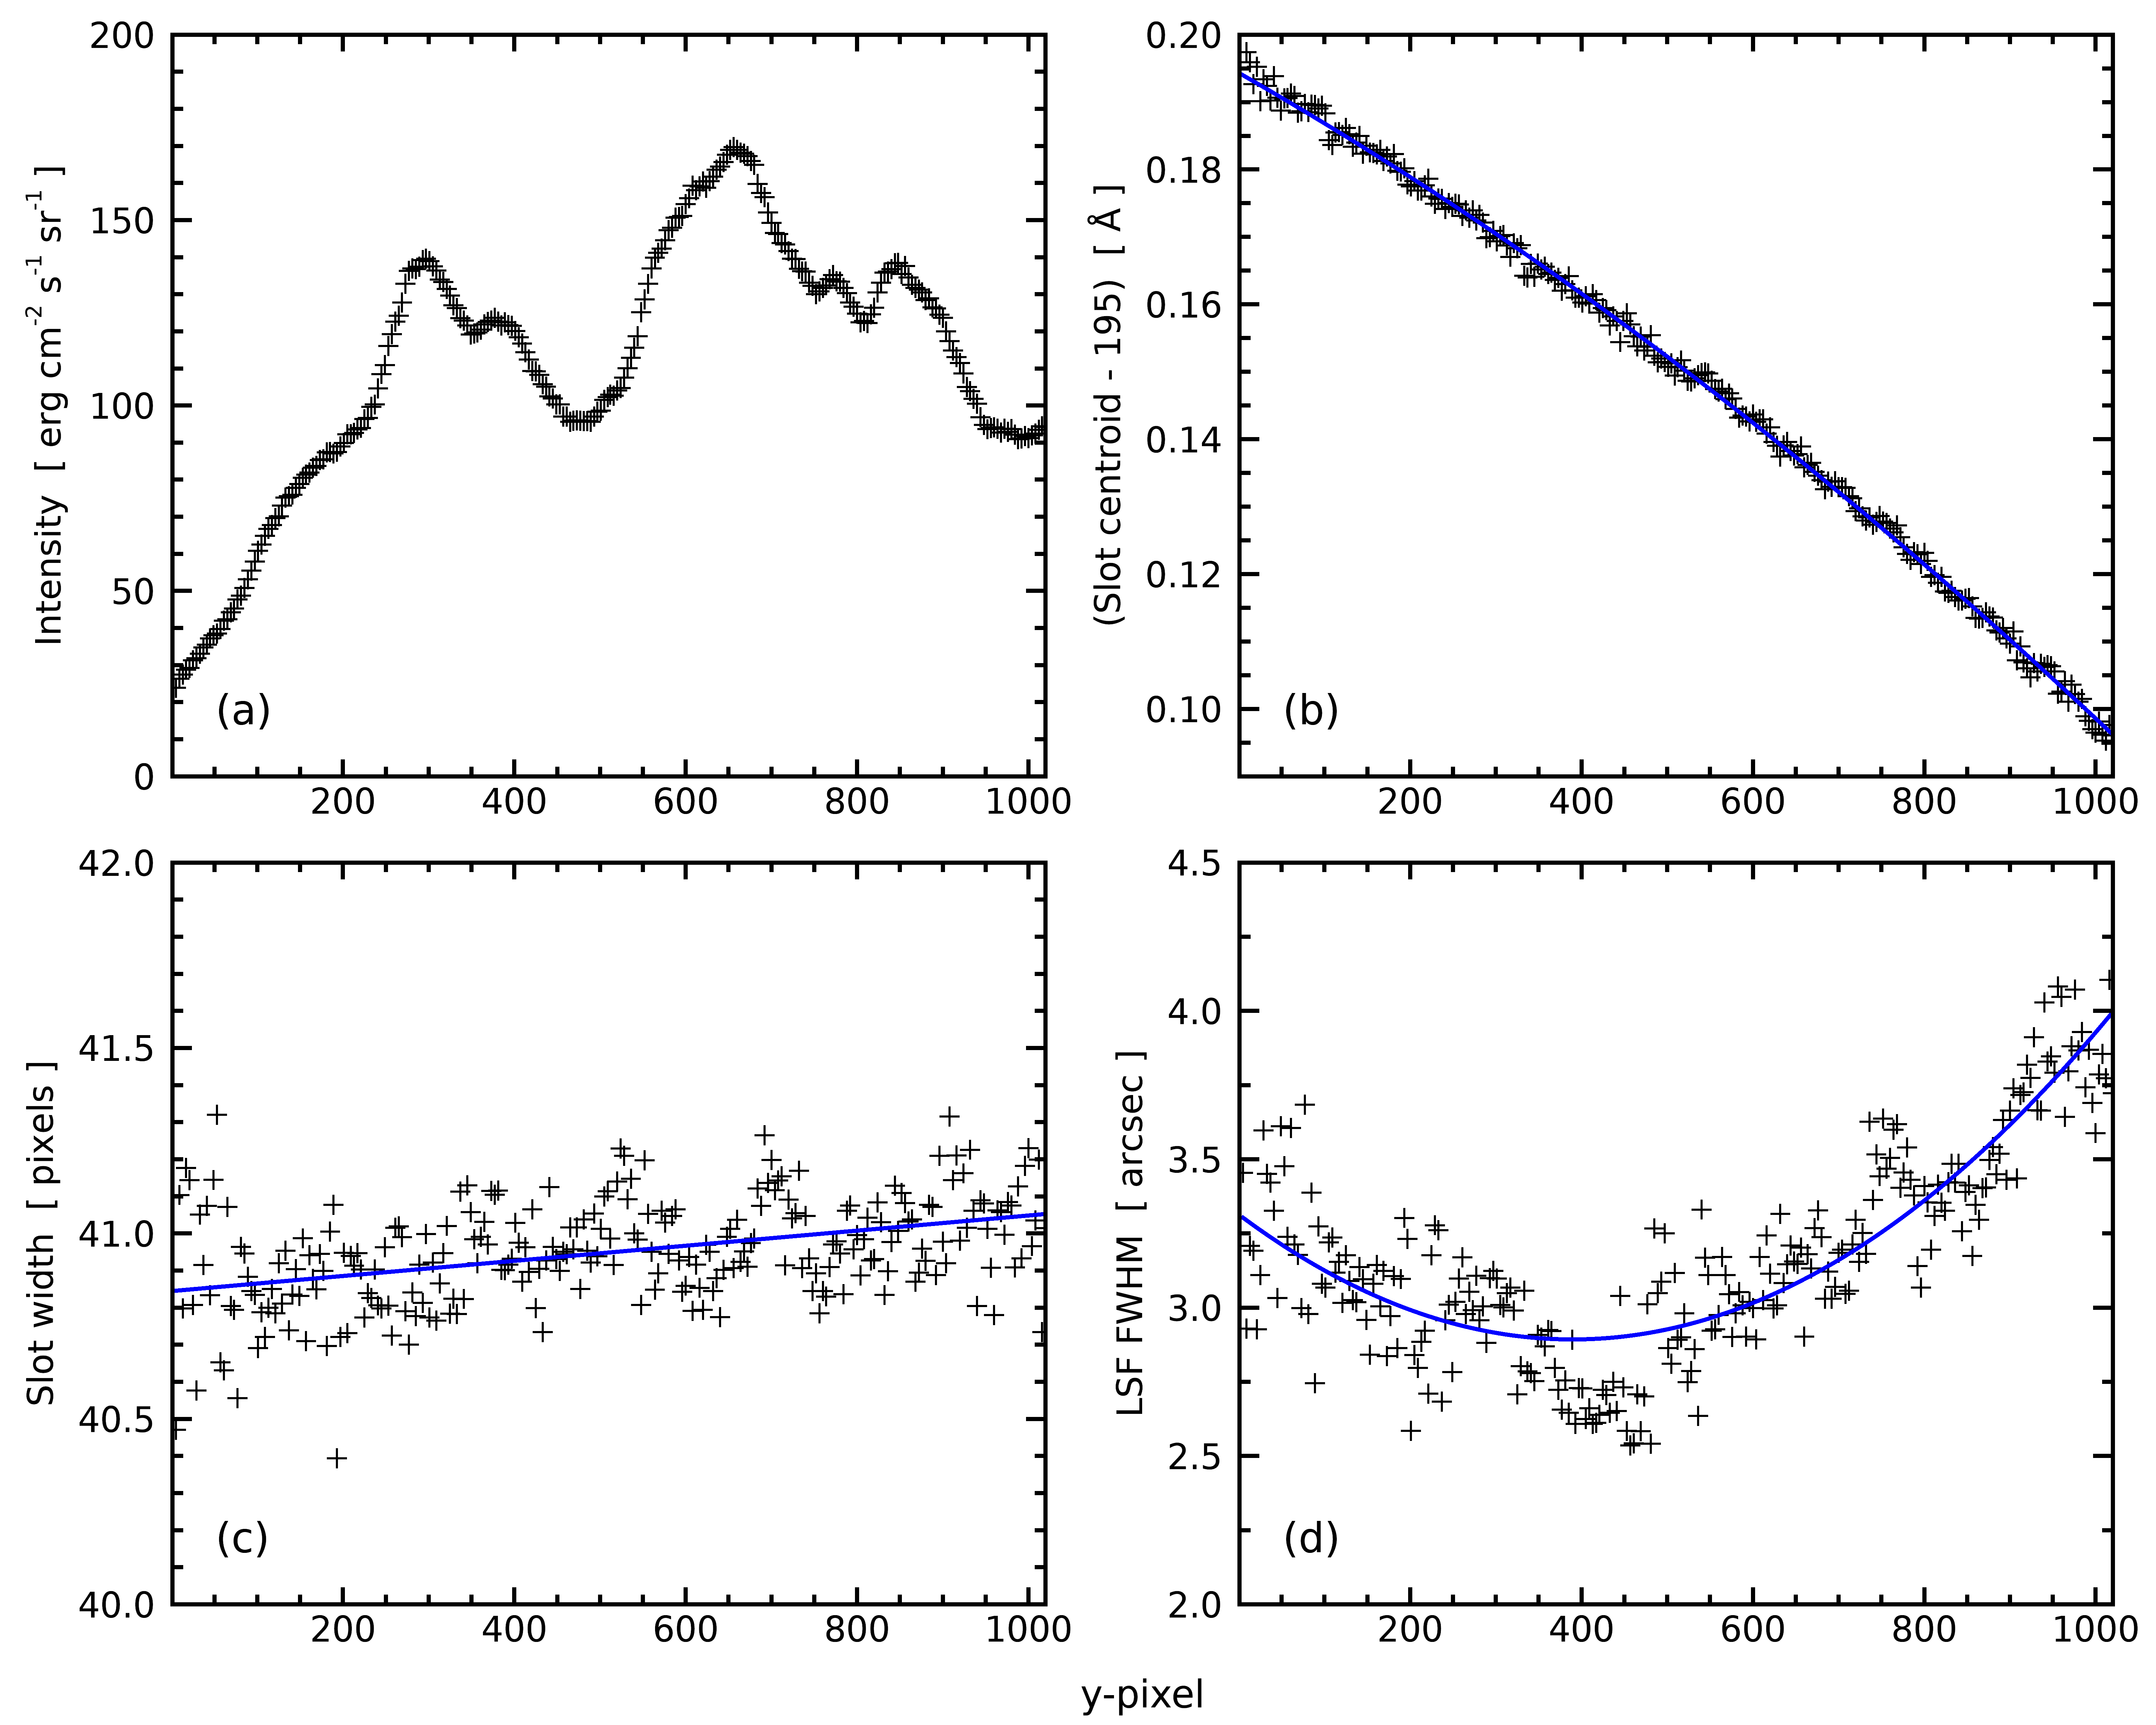 200
150
100
50
0
Intensity [ erg cm-2 s-1 sr-1 ]
(a)
200 400 600 800 1000
0.20
0.18
0.16
0.14
0.12
0.10
(Slot centroid - 195) [ Å ]
(b)
200 400 600 800 1000
42.0
41.5
41.0
40.5
40.0
Slot width [ pixels ]
(c)
200 400 600 800 1000
4.5
4.0
3.5
3.0
2.5
2.0
LSF FWHM [ arcsec ]
(d)
200 400 600 800 1000
y-pixel